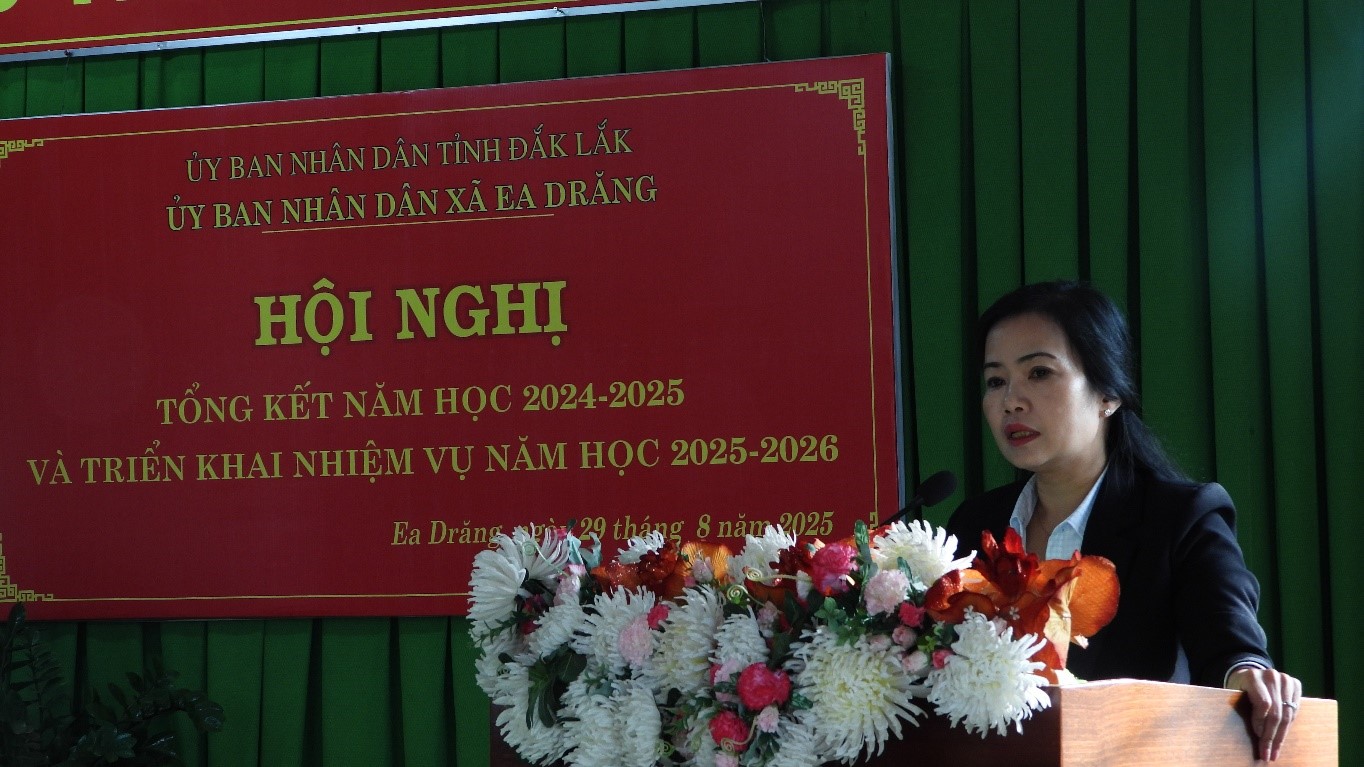 ỦY BAN NHÂN DÂN TỈNH ĐẮK LẮK
ỦY BAN NHÂN DÂN XÃ EA DRĂNG
HỘI NGHỊ
TỔNG KẾT NĂM HỌC 2024-2025
VÀ TRIỂN KHAI NHIỆM VỤ NĂM HỌC 2025-2026
Ea Drăng, ngày 29 tháng 8 năm 2025